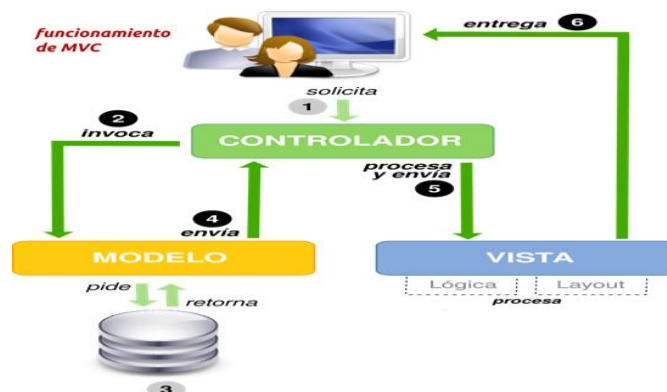 funcionamiento
de MVC
entrega 6
solicita
1
2
invoca
CONTROLADOR
procesa
y envía
5
4
envía
MODELO
VISTA
Lógica
Layout
procesa
pide
retorna
3